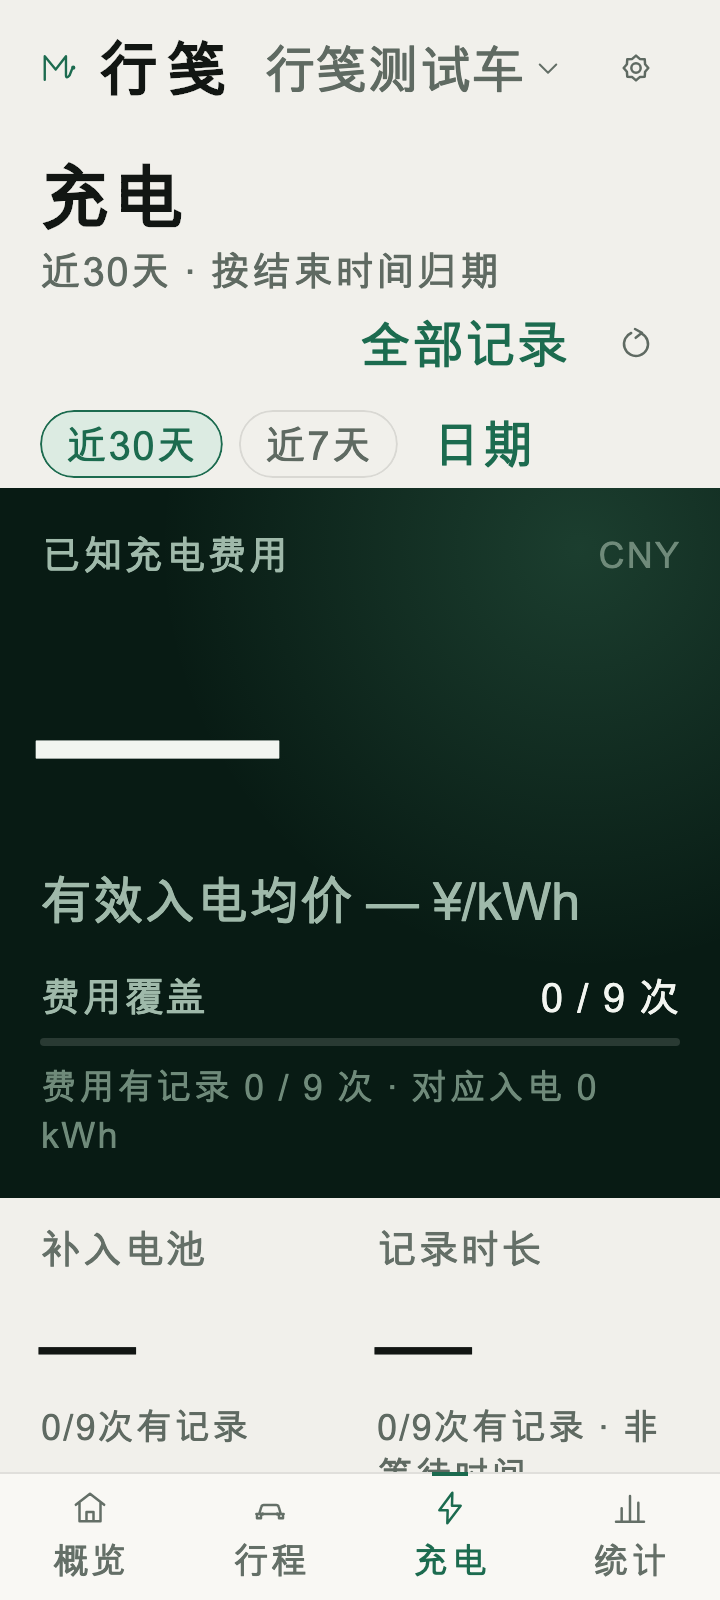 行笺 行笺测试车
充电
近30天 · 按结束时间归期
全部记录
近30天 近7天 日期
已知充电费用 CNY
—
有效入电均价 — ¥/kWh
费用覆盖 0 / 9 次
费用有记录 0 / 9 次 · 对应入电 0
kWh
补入电池 记录时长
— —
0/9次有记录 0/9次有记录 · 非
等待时间
概览 行程 充电 统计